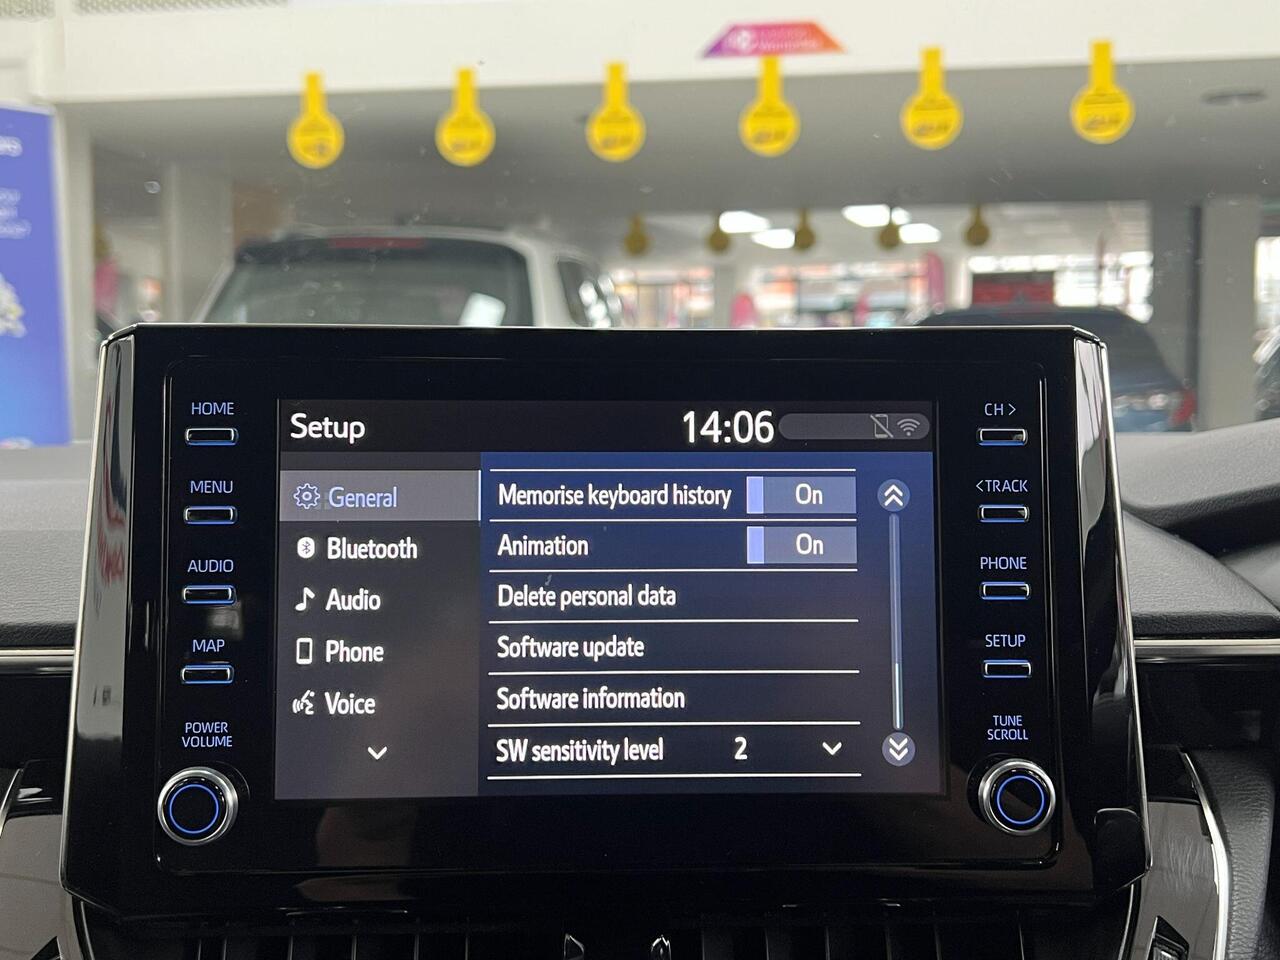 HOME
MENU
AUDIO
MAP
POWER
VOLUME
Setup
14:06
General
Bluetooth
Audio
Phone
Voice
Memorise keyboard history
On
Animation
On
Delete personal data
Software update
Software information
SW sensitivity level
2
CH >
<TRACK
PHONE
SETUP
TUNE
SCROLL